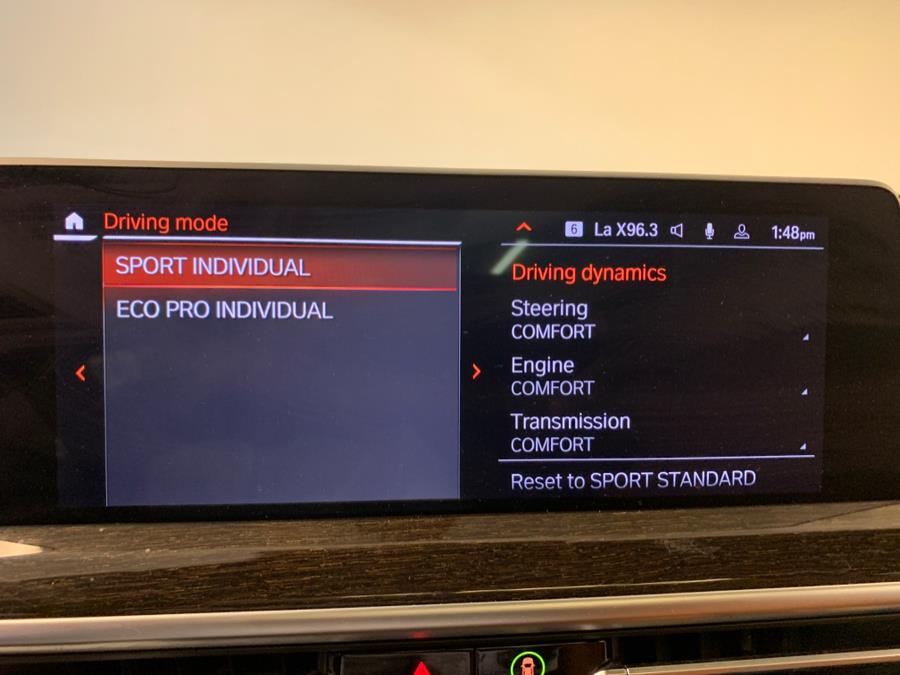 Driving mode
6 La X96.3 1:48pm
SPORT INDIVIDUAL
ECO PRO INDIVIDUAL
Driving dynamics
Steering
COMFORT
Engine
COMFORT
Transmission
COMFORT
Reset to SPORT STANDARD